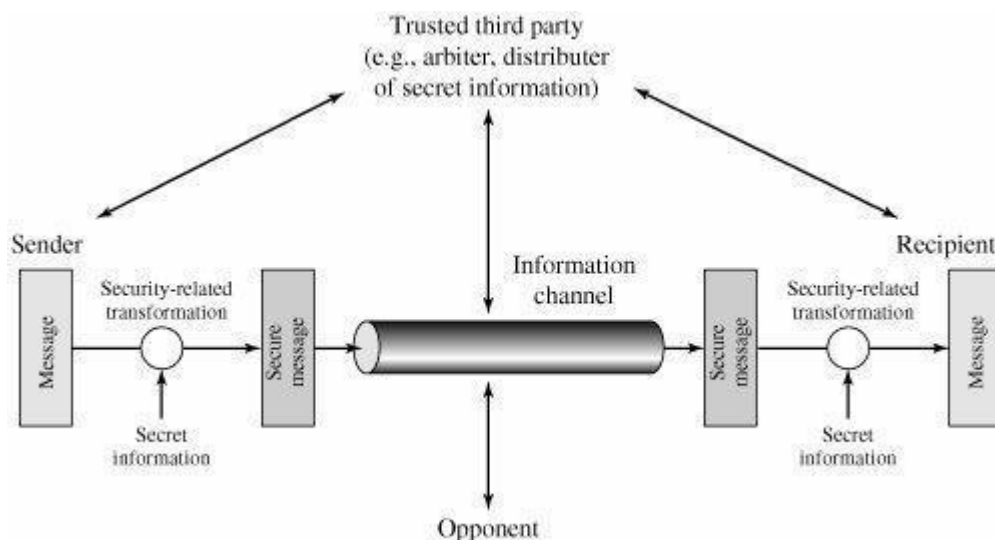 Trusted third party
(e.g., arbiter, distributer
of secret information)
Sender
Recipient
Information
channel
Security-related
transformation
Security-related
transformation
Message
Secure
message
Secure
message
Message
Secret
information
Secret
information
Opponent